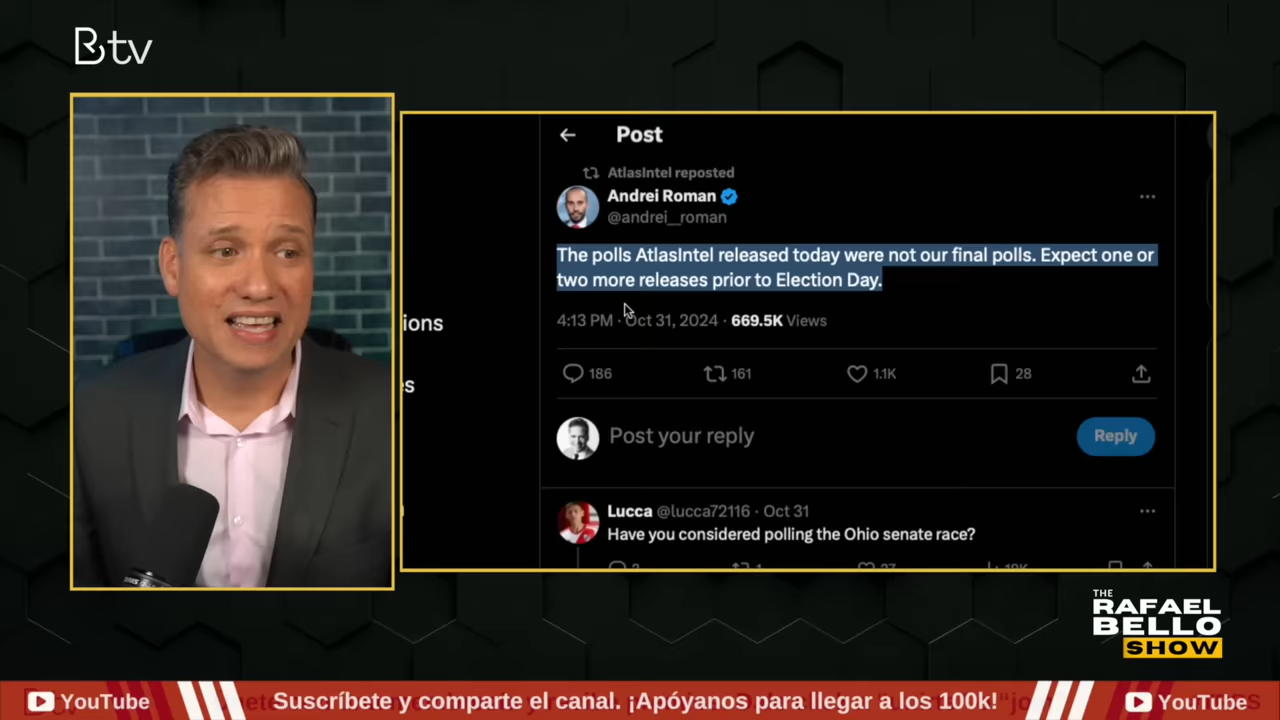 Btv
Post
AtlasIntel reposted
Andrei Roman
@andrei__roman
The polls AtlasIntel released today were not our final polls. Expect one or
two more releases prior to Election Day.
4:13 PM · Oct 31, 2024 · 669.5K Views
ions
es
186 161 1.1K 28
Post your reply
Reply
Lucca @lucca72116 · Oct 31
Have you considered polling the Ohio senate race?
THE
RAFAEL
BELLO
SHOW
YouTube
Suscríbete y comparte el canal. ¡Apóyanos para llegar a los 100k!
YouTube